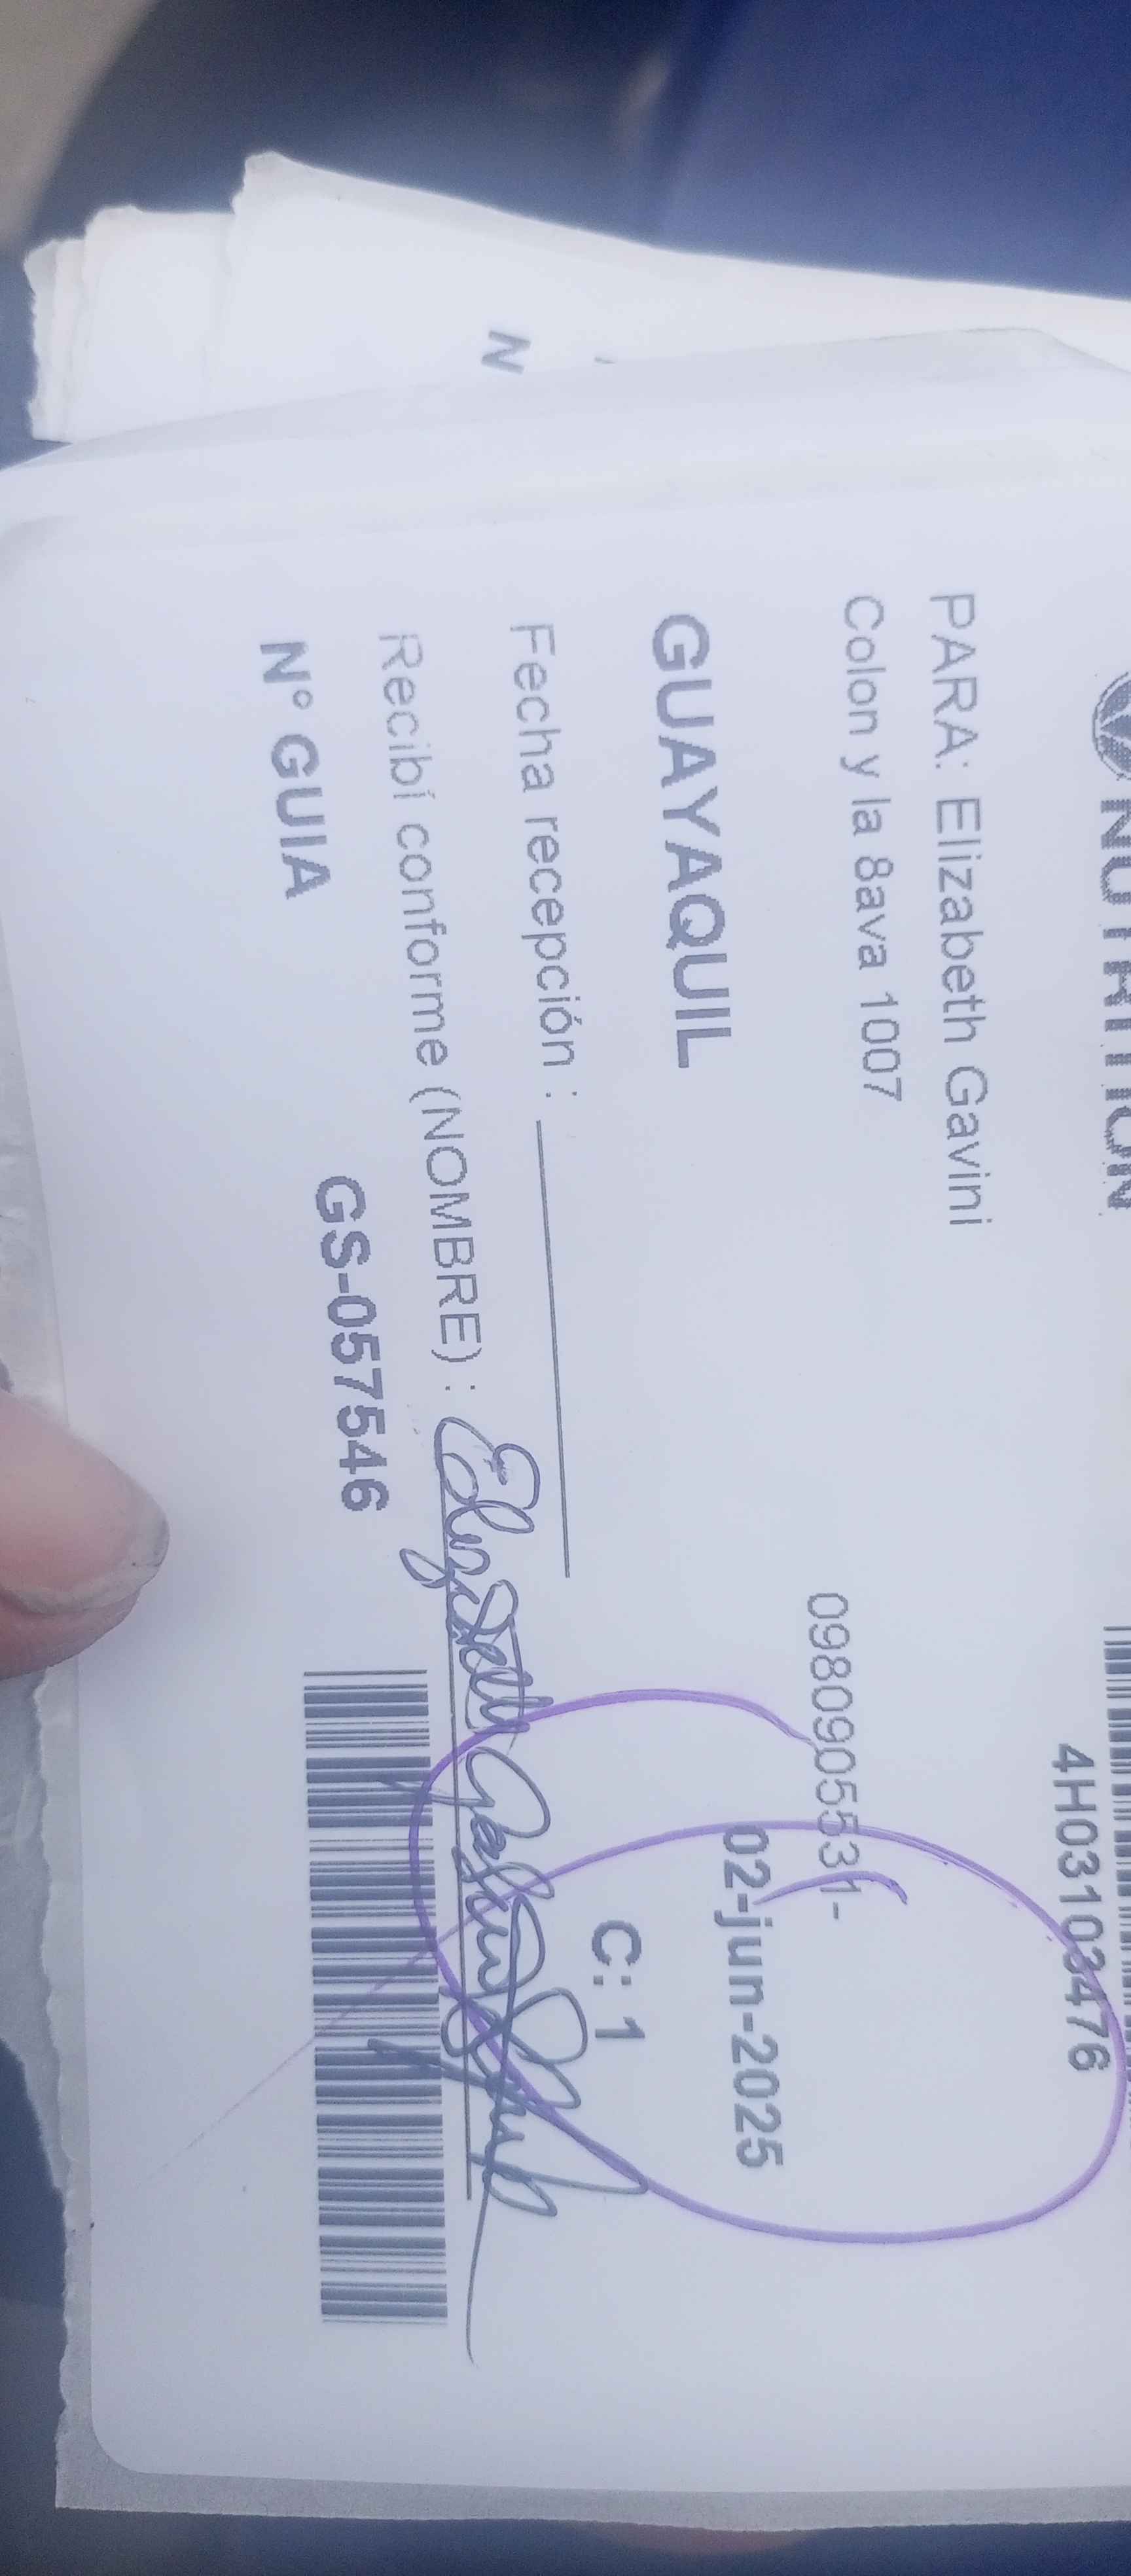 NUTRITION
4H03103476
PARA: Elizabeth Gavini
Colon y la 8ava 1007
0980905531-
GUAYAQUIL
02-jun-2025
C: 1
Fecha recepción :
Recibí conforme (NOMBRE) : Elizabeth
N° GUIA GS-057546
N